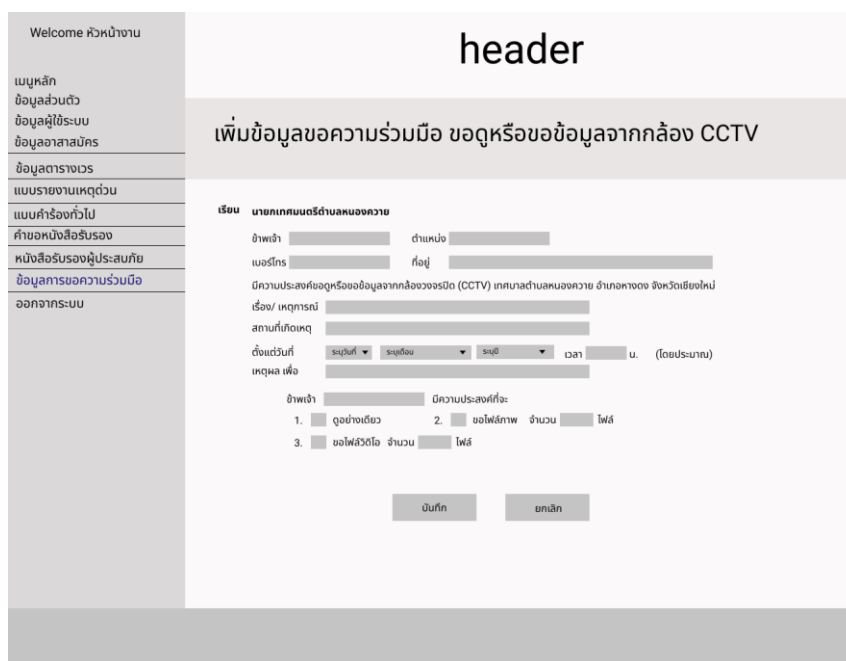 Welcome หัวหน้างาน
เมนูหลัก
ข้อมูลส่วนตัว
ข้อมูลผู้ใช้ระบบ
ข้อมูลอาสาสมัคร
ข้อมูลตารางเวร
แบบรายงานเหตุด่วน
แบบคำร้องทั่วไป
คำขอหนังสือรับรอง
หนังสือรับรองผู้ประสบภัย
ข้อมูลการขอความร่วมมือ
ออกจากระบบ
header
เพิ่มข้อมูลขอความร่วมมือ ขอดูหรือขอข้อมูลจากกล้อง CCTV
เรียน นายกเทศมนตรีตำบลหนองควาย
ข้าพเจ้า ตำแหน่ง
เบอร์โทร ที่อยู่
มีความประสงค์ขอดูหรือขอข้อมูลจากกล้องวงจรปิด (CCTV) เทศบาลตำบลหนองควาย อำเภอหางดง จังหวัดเชียงใหม่
เรื่อง/ เหตุการณ์
สถานที่เกิดเหตุ
ตั้งแต่วันที่ ระบุวันที่ ระบุเดือน ระบุปี เวลา น. (โดยประมาณ)
เหตุผล เพื่อ
ข้าพเจ้า มีความประสงค์ที่จะ
1. ดูอย่างเดียว 2. ขอไฟล์ภาพ จำนวน ไฟล์
3. ขอไฟล์วิดิโอ จำนวน ไฟล์
บันทึก ยกเลิก